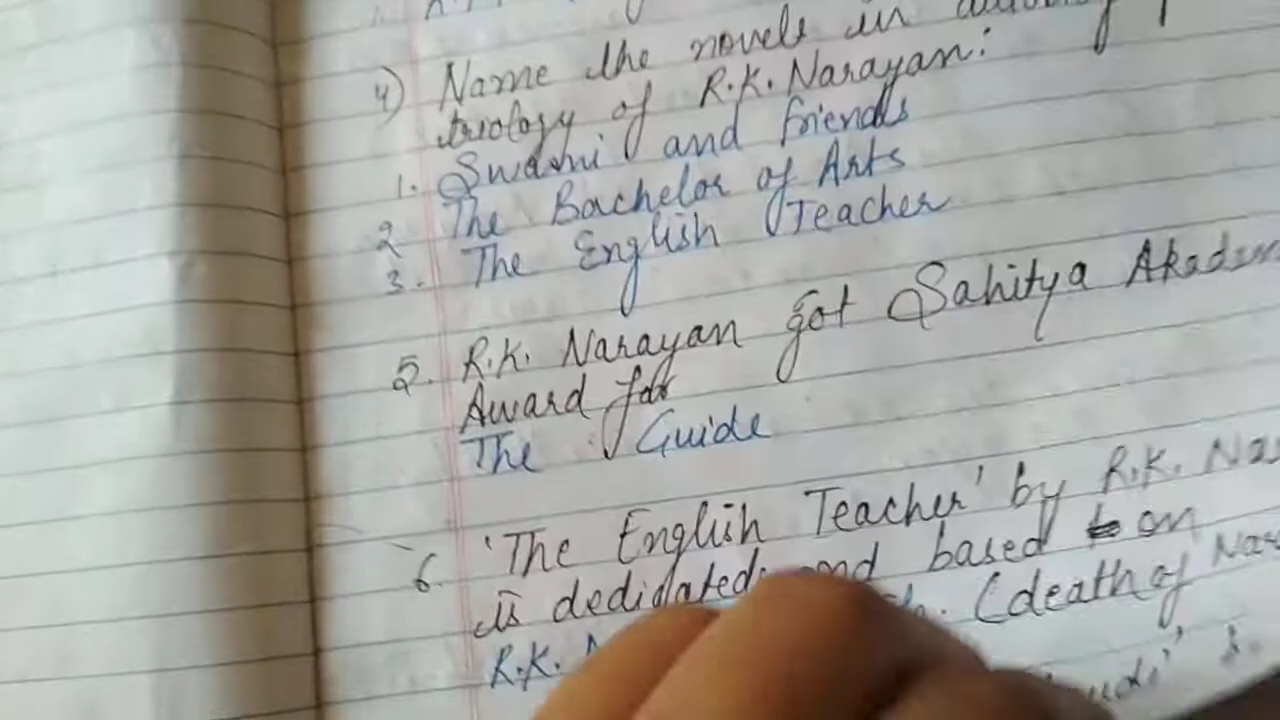 4) Name the novels in
trilogy of R.K. Narayan:
1. Swami and friends
2 The Bachelor of Arts
3. The English Teacher
5. R.K. Narayan got Sahitya
Award for
The Guide
6. 'The English Teacher' by R.K.
is dedicated and based on
R.K. (death of